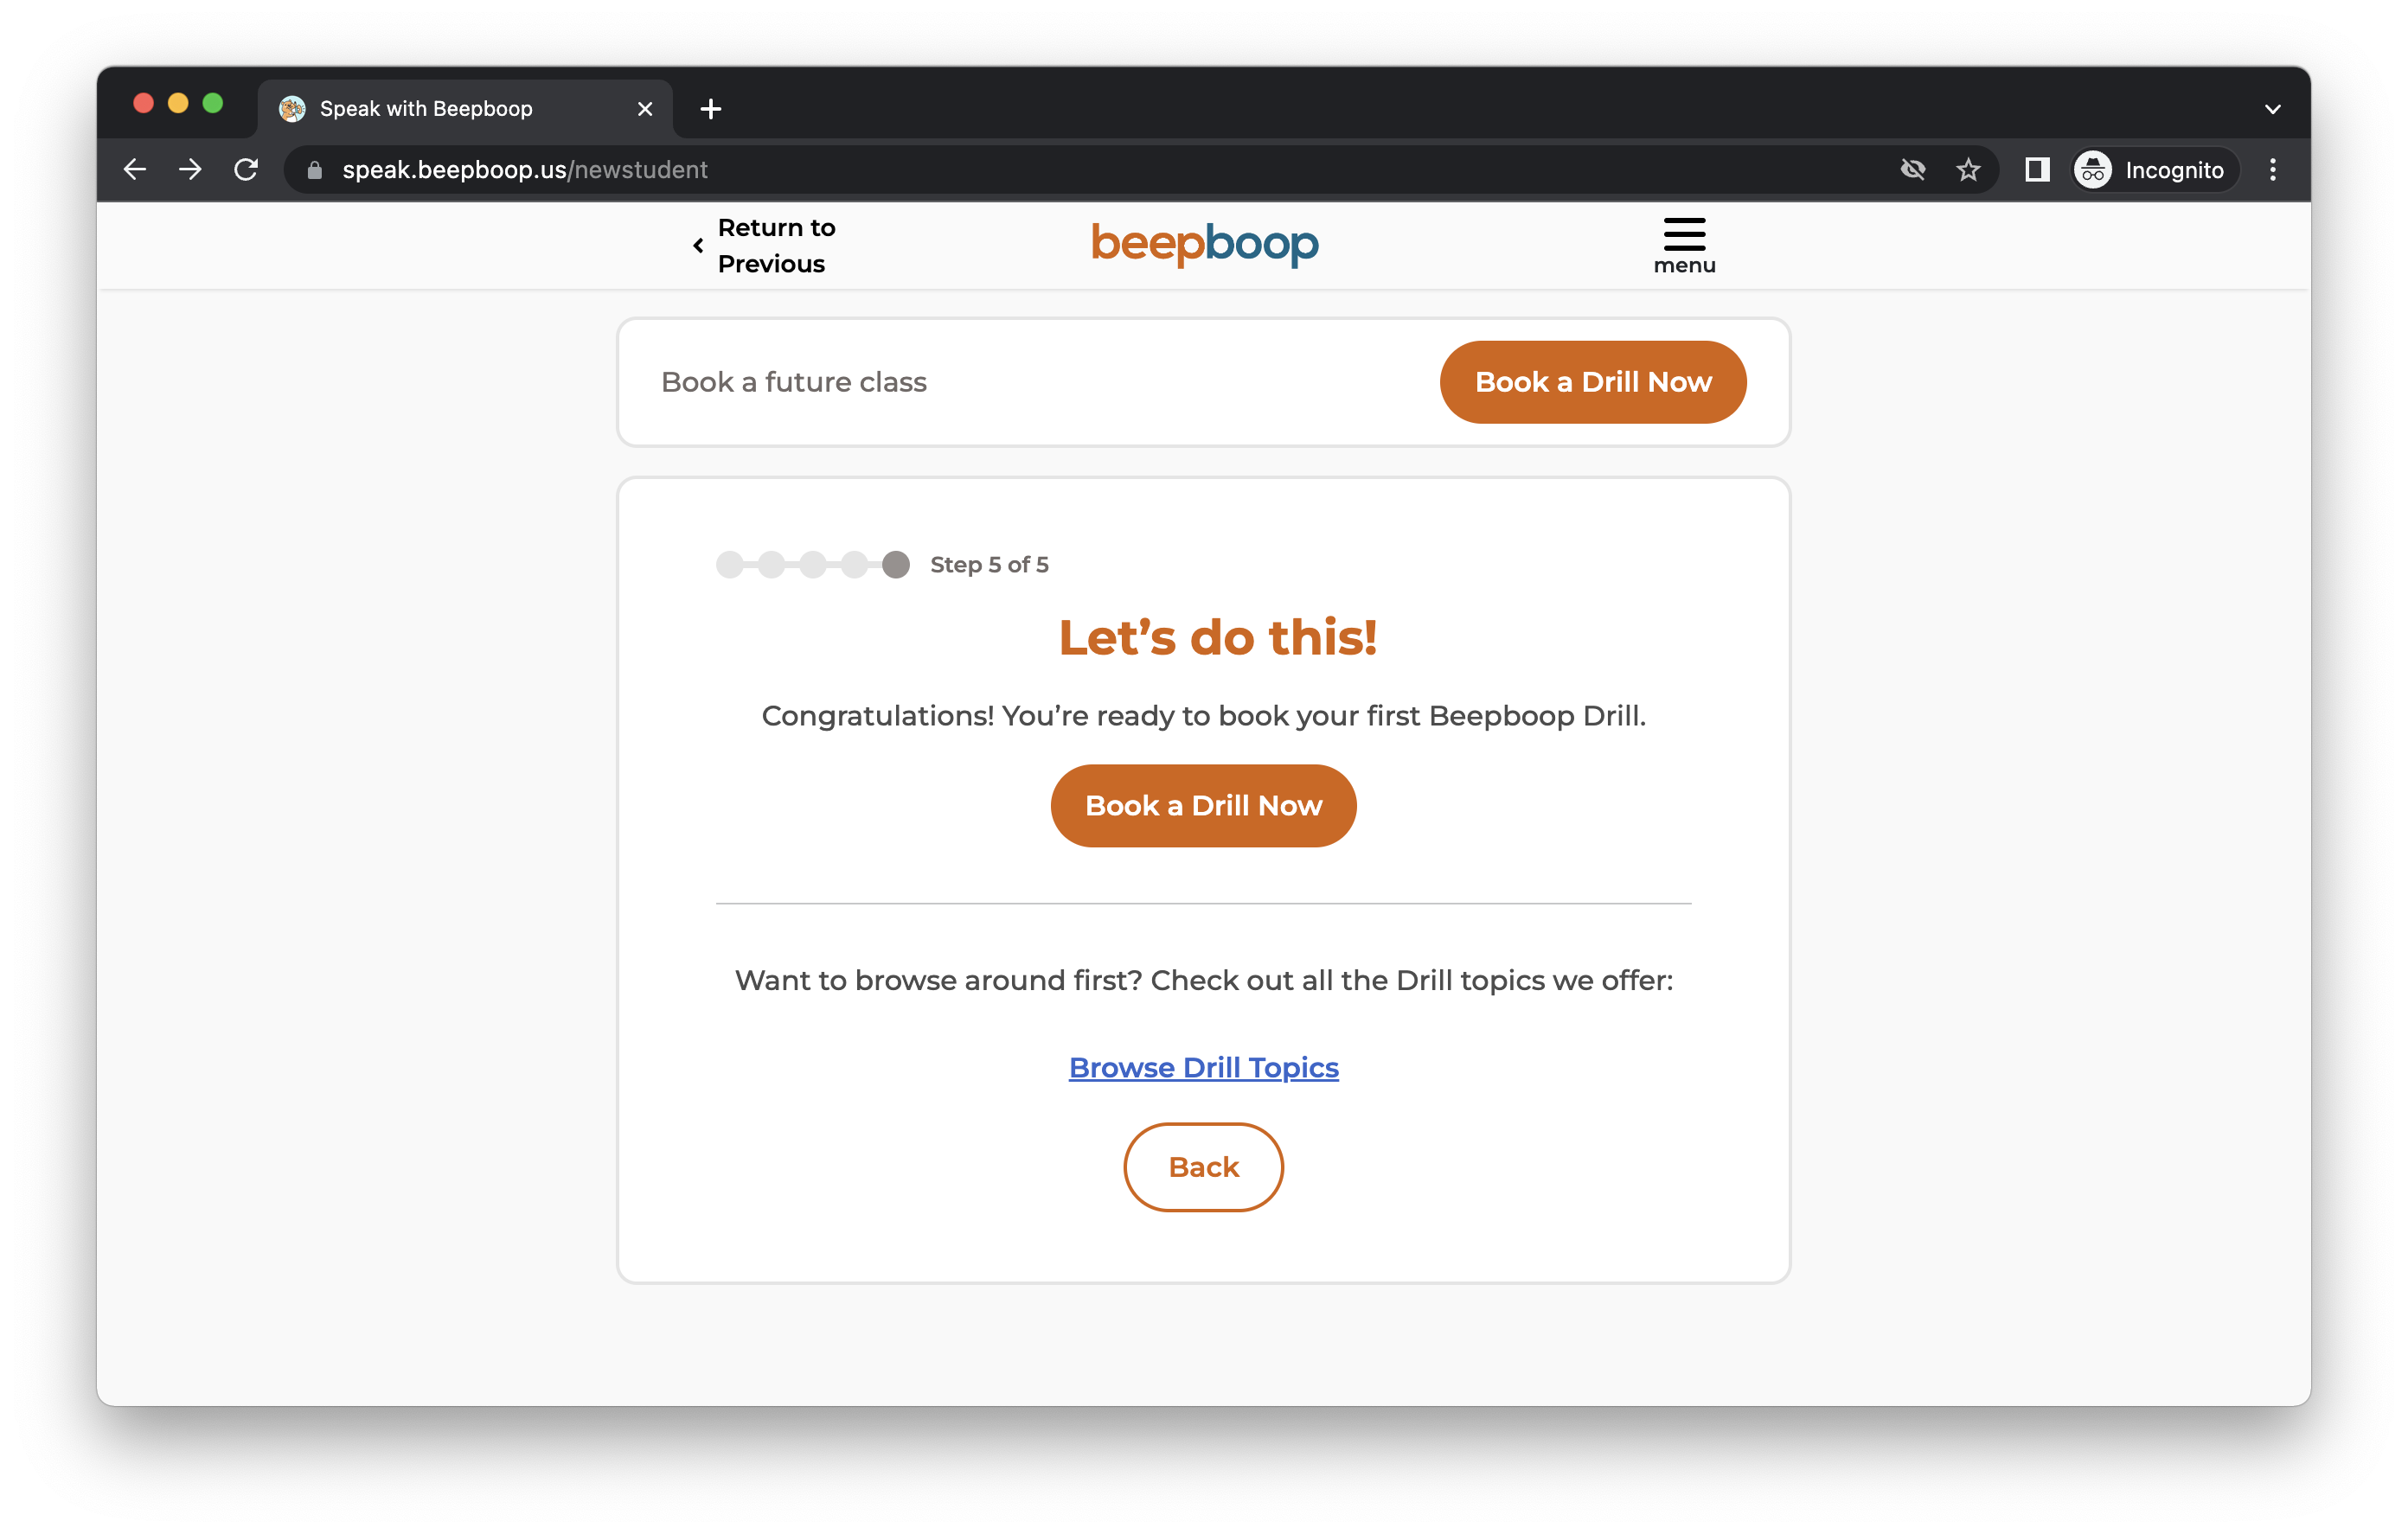 Speak with Beepboop
speak.beepboop.us/newstudent
Incognito
Return to
Previous
beepboop
menu
Book a future class
Book a Drill Now
Step 5 of 5
Let’s do this!
Congratulations! You’re ready to book your first Beepboop Drill.
Book a Drill Now
Want to browse around first? Check out all the Drill topics we offer:
Browse Drill Topics
Back